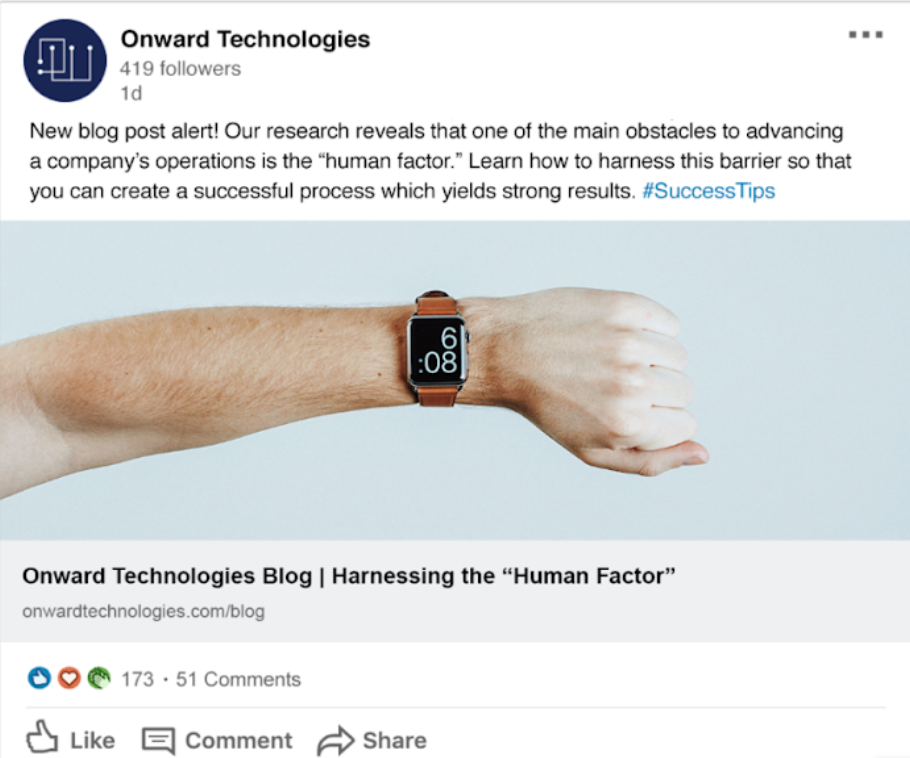 Onward Technologies
419 followers
1d
New blog post alert! Our research reveals that one of the main obstacles to advancing
a company’s operations is the “human factor.” Learn how to harness this barrier so that
you can create a successful process which yields strong results. #SuccessTips
6
:08
Onward Technologies Blog | Harnessing the “Human Factor”
onwardtechnologies.com/blog
173 · 51 Comments
Like Comment Share